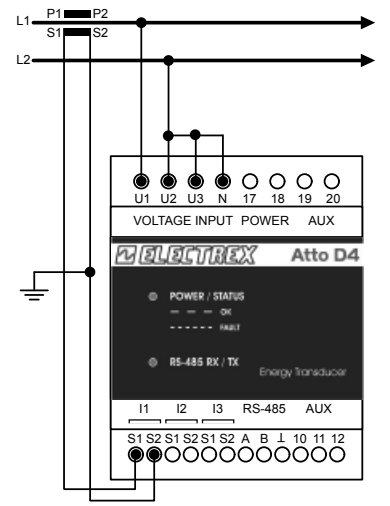 P1 P2
L1
S1 S2
L2
U1 U2 U3 N 17 18 19 20
VOLTAGE INPUT POWER AUX
ELECTREX Atto D4
POWER / STATUS
OK
FAULT
RS-485 RX / TX
Energy Transducer
I1 I2 I3 RS-485 AUX
S1 S2 S1 S2 S1 S2 A B ⊥ 10 11 12